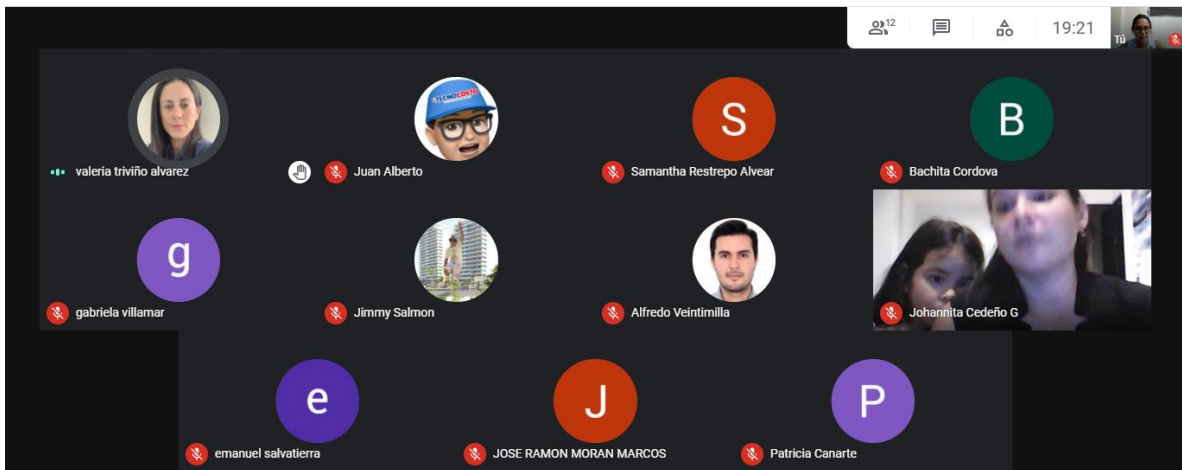 12
19:21
Tú
valeria triviño alvarez
TECNOCOSTO
Juan Alberto
S
Samantha Restrepo Alvear
B
Bachita Cordova
g
gabriela villamar
Jimmy Salmon
Alfredo Veintimilla
Johannita Cedeño G
e
emanuel salvatierra
J
JOSE RAMON MORAN MARCOS
P
Patricia Canarte